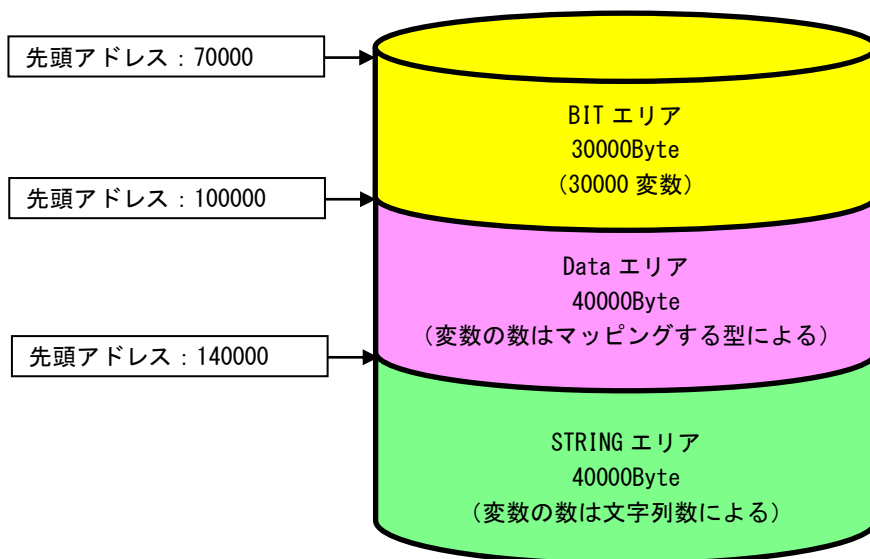 先頭アドレス：70000
BIT エリア
30000Byte
（30000 変数）
先頭アドレス：100000
Data エリア
40000Byte
（変数の数はマッピングする型による）
先頭アドレス：140000
STRING エリア
40000Byte
（変数の数は文字列数による）